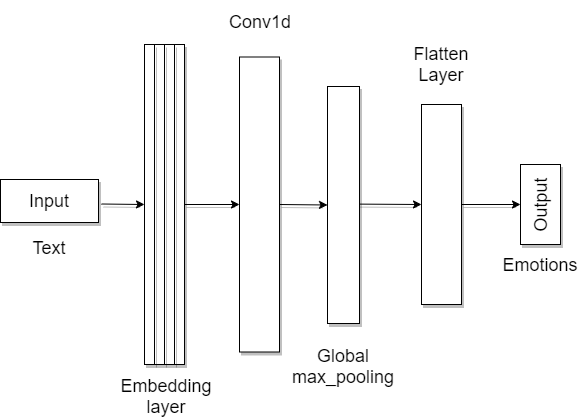 Conv1d
Flatten
Layer
Input
Output
Text
Emotions
Global
max_pooling
Embedding
layer